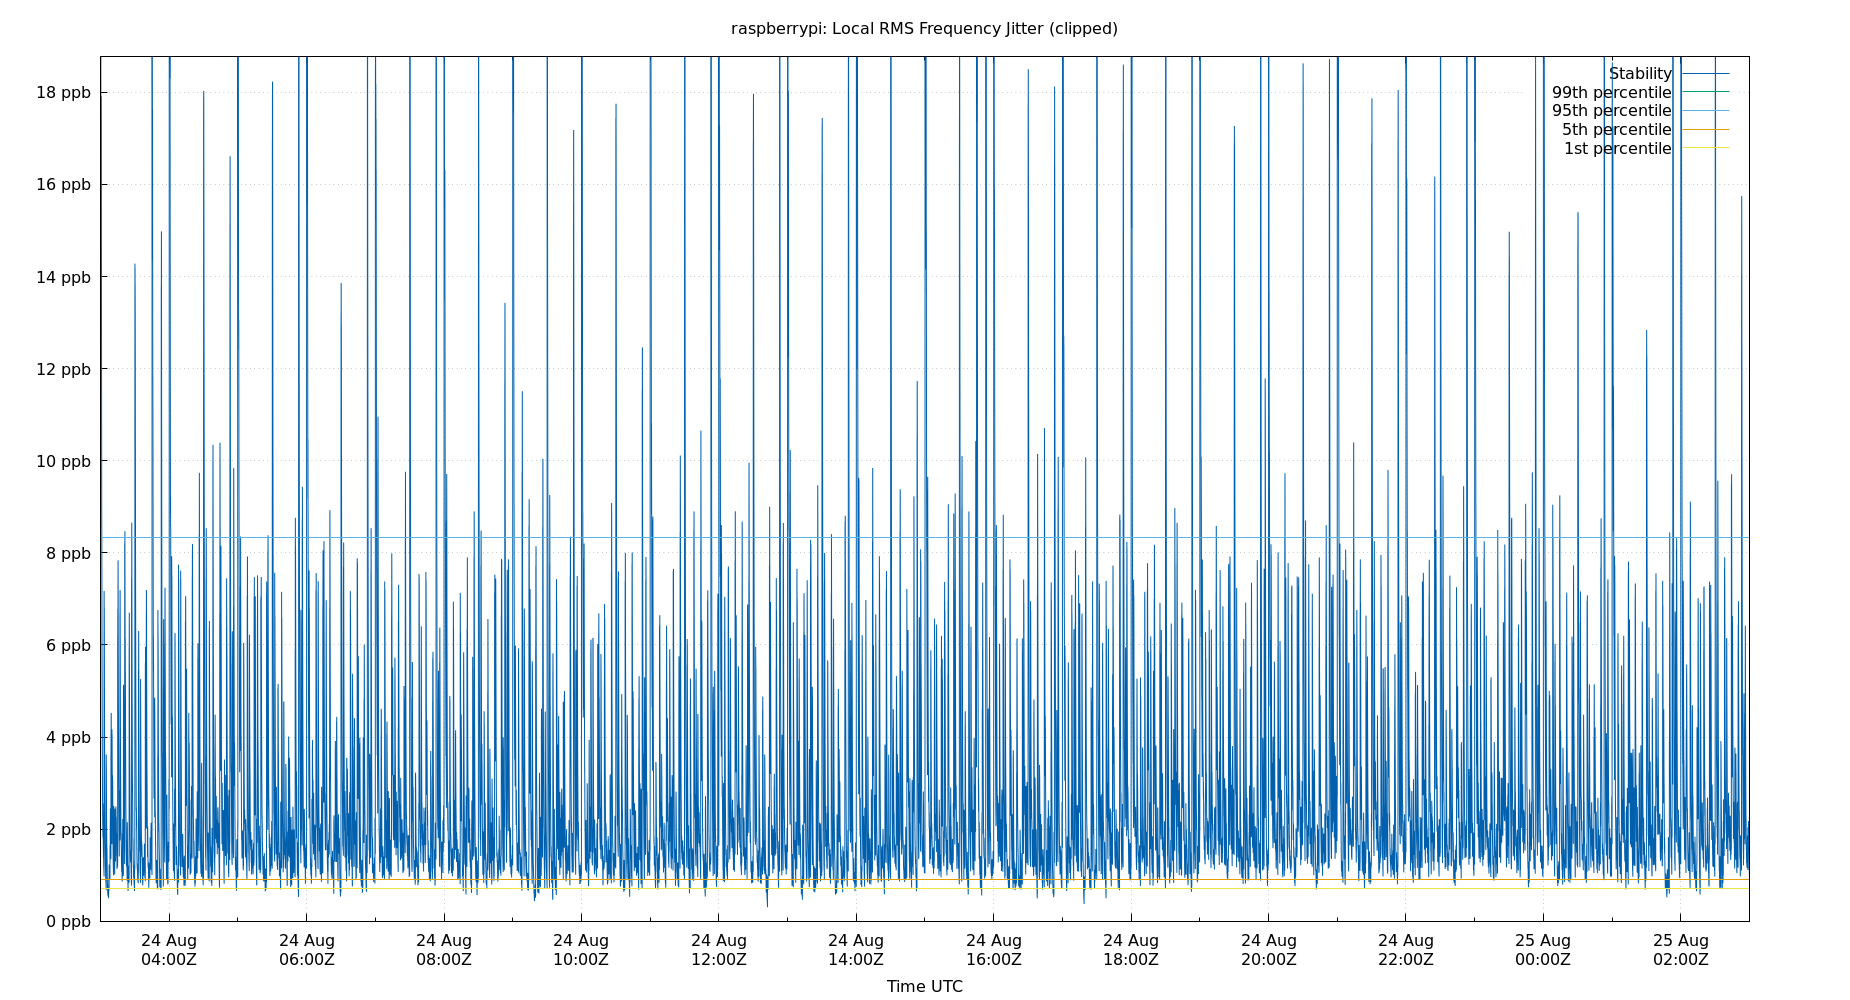 raspberrypi: Local RMS Frequency Jitter (clipped)
18 ppb
16 ppb
14 ppb
12 ppb
10 ppb
8 ppb
6 ppb
4 ppb
2 ppb
0 ppb
Stability
99th percentile
95th percentile
5th percentile
1st percentile
24 Aug 24 Aug 24 Aug 24 Aug 24 Aug 24 Aug 24 Aug 24 Aug 24 Aug 24 Aug 25 Aug 25 Aug
04:00Z 06:00Z 08:00Z 10:00Z 12:00Z 14:00Z 16:00Z 18:00Z 20:00Z 22:00Z 00:00Z 02:00Z
Time UTC